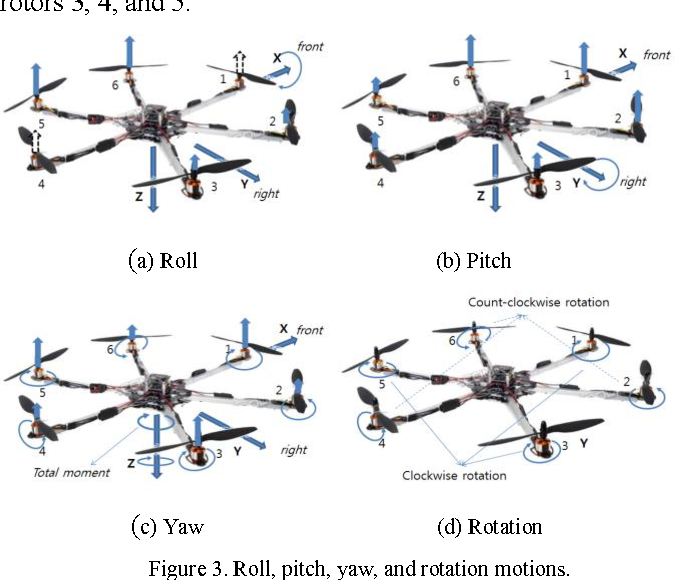 rotors 3, 4, and 5.
1 X front
6
5 2
4 3 Y right
Z
(a) Roll
X front
1
6
5 2
4 3 Y right
Z
(b) Pitch
X front
1
6
5 2
4 3 Y right
Total moment Z
(c) Yaw
Count-clockwise rotation
6 1
5 2
4 3 Y
Clockwise rotation
(d) Rotation
Figure 3. Roll, pitch, yaw, and rotation motions.